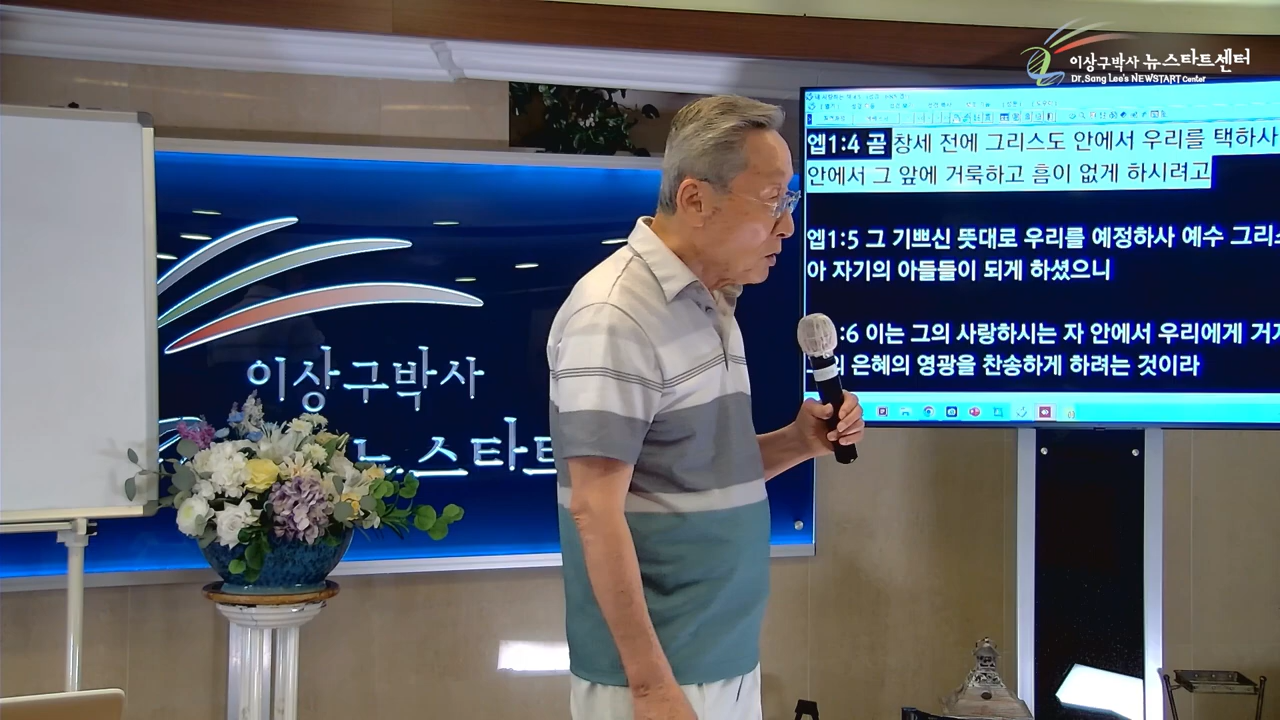 이상구박사 뉴스타트센터
Dr. Sang Lee's NEWSTART Center
엡1:4 곧 창세 전에 그리스도 안에서 우리를 택하사
안에서 그 앞에 거룩하고 흠이 없게 하시려고
엡1:5 그 기쁘신 뜻대로 우리를 예정하사 예수 그리스
아 자기의 아들들이 되게 하셨으니
:6 이는 그의 사랑하시는 자 안에서 우리에게 거
은혜의 영광을 찬송하게 하려는 것이라
이상구박사
뉴스타트